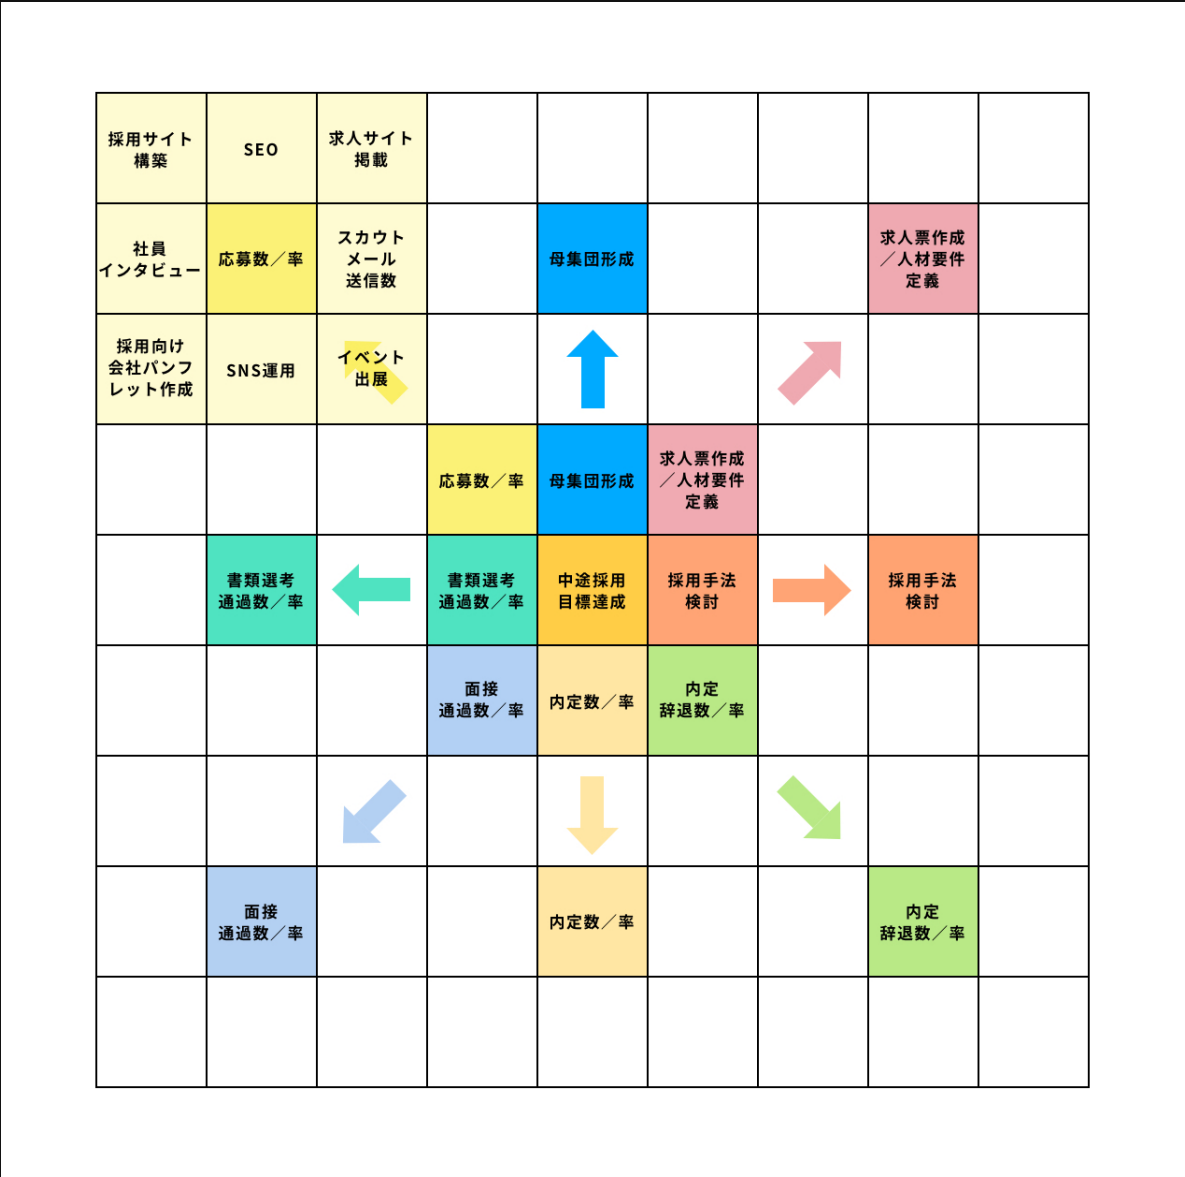 採用サイト
構築
SEO
求人サイト
掲載
社員
インタビュー
応募数／率
スカウト
メール
送信数
母集団形成
求人票作成
／人材要件
定義
採用向け
会社パンフ
レット作成
SNS運用
イベント
出展
応募数／率
母集団形成
求人票作成
／人材要件
定義
書類選考
通過数／率
書類選考
通過数／率
中途採用
目標達成
採用手法
検討
採用手法
検討
面接
通過数／率
内定数／率
内定
辞退数／率
面接
通過数／率
内定数／率
内定
辞退数／率